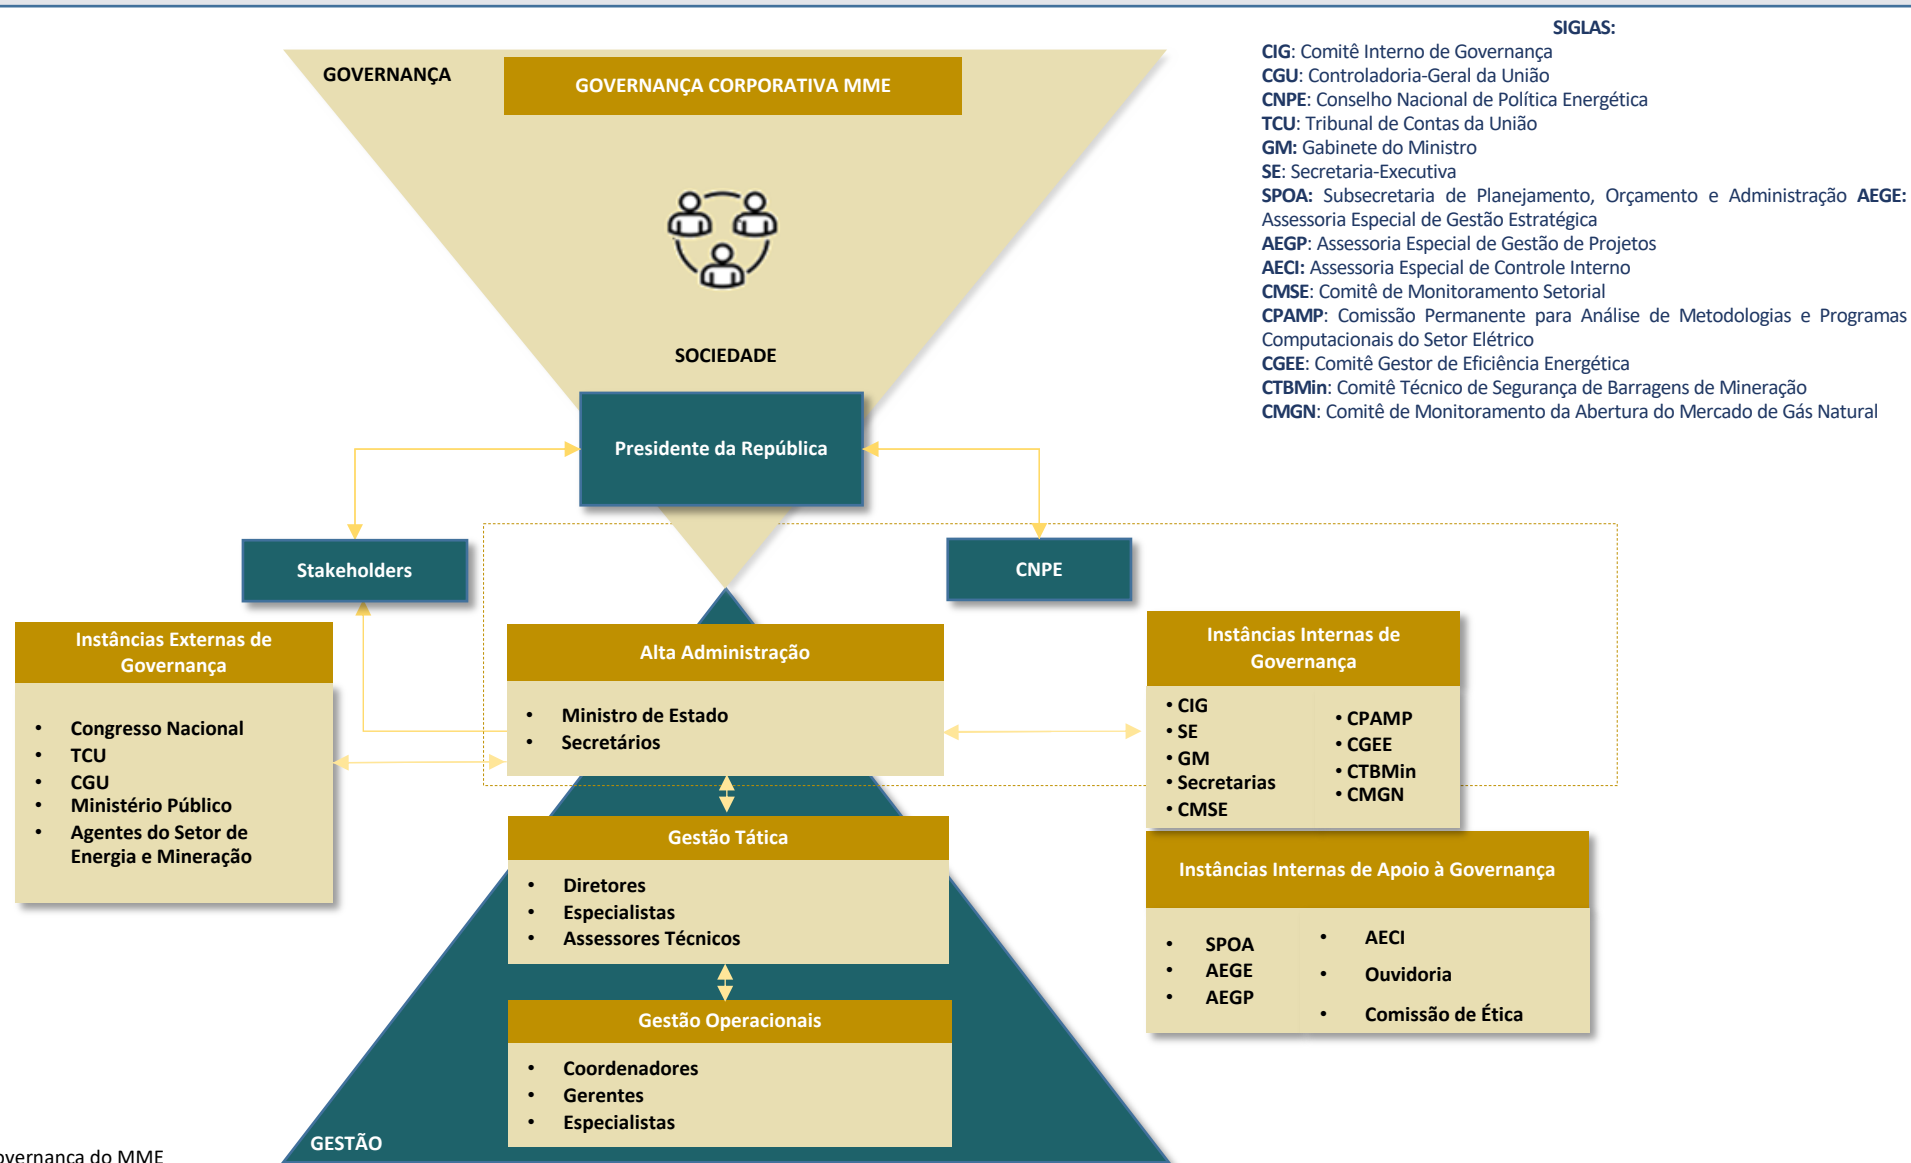 SIGLAS:
CIG: Comitê Interno de Governança
CGU: Controladoria-Geral da União
CNPE: Conselho Nacional de Política Energética
TCU: Tribunal de Contas da União
GM: Gabinete do Ministro
SE: Secretaria-Executiva
SPOA: Subsecretaria de Planejamento, Orçamento e Administração AEGE:
Assessoria Especial de Gestão Estratégica
AEGP: Assessoria Especial de Gestão de Projetos
AECI: Assessoria Especial de Controle Interno
CMSE: Comitê de Monitoramento Setorial
CPAMP: Comissão Permanente para Análise de Metodologias e Programas
Computacionais do Setor Elétrico
CGEE: Comitê Gestor de Eficiência Energética
CTBMin: Comitê Técnico de Segurança de Barragens de Mineração
CMGN: Comitê de Monitoramento da Abertura do Mercado de Gás Natural
GOVERNANÇA
GOVERNANÇA CORPORATIVA MME
SOCIEDADE
Presidente da República
Stakeholders
CNPE
Instâncias Externas de
Governança
• Congresso Nacional
• TCU
• CGU
• Ministério Público
• Agentes do Setor de
Energia e Mineração
Alta Administração
• Ministro de Estado
• Secretários
Instâncias Internas de
Governança
• CIG
• SE
• GM
• Secretarias
• CMSE
• CPAMP
• CGEE
• CTBMin
• CMGN
Gestão Tática
• Diretores
• Especialistas
• Assessores Técnicos
Instâncias Internas de Apoio à Governança
• SPOA
• AEGE
• AEGP
• AECI
• Ouvidoria
• Comissão de Ética
Gestão Operacionais
• Coordenadores
• Gerentes
• Especialistas
GESTÃO
do MME